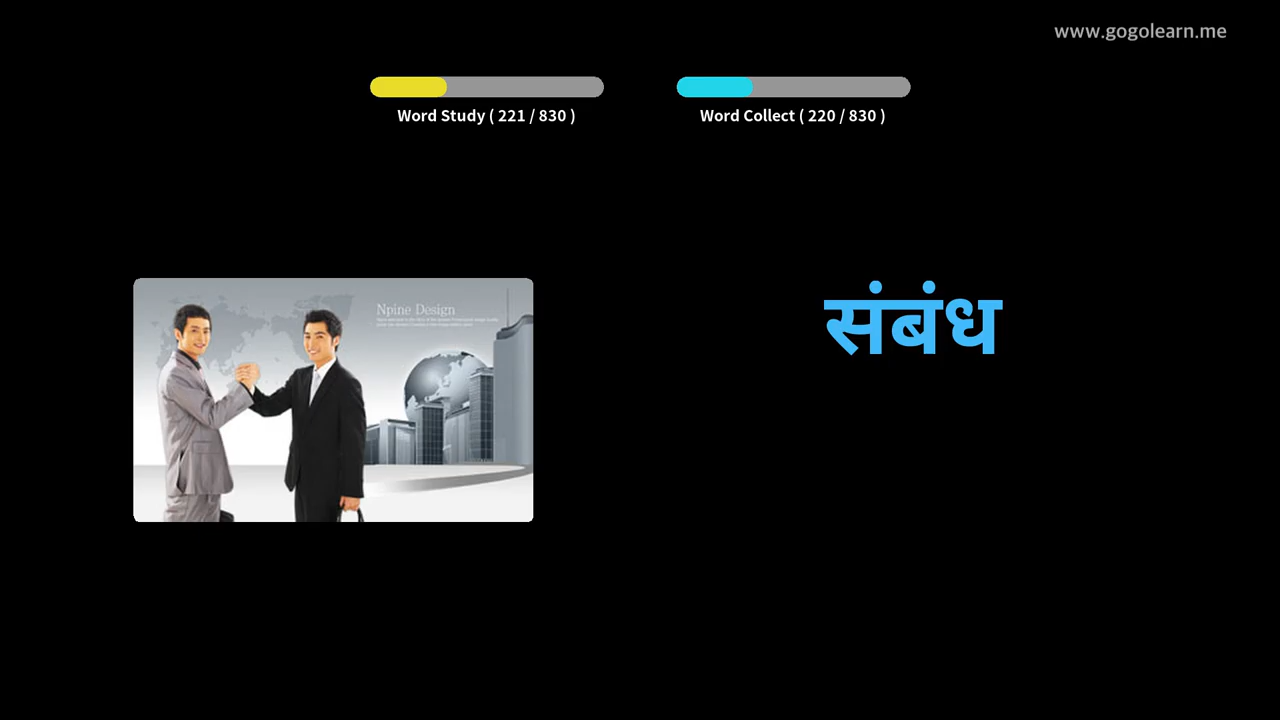 www.gogolearn.me
Word Study ( 221 / 830 )
Word Collect ( 220 / 830 )
Npine Design
संबंध